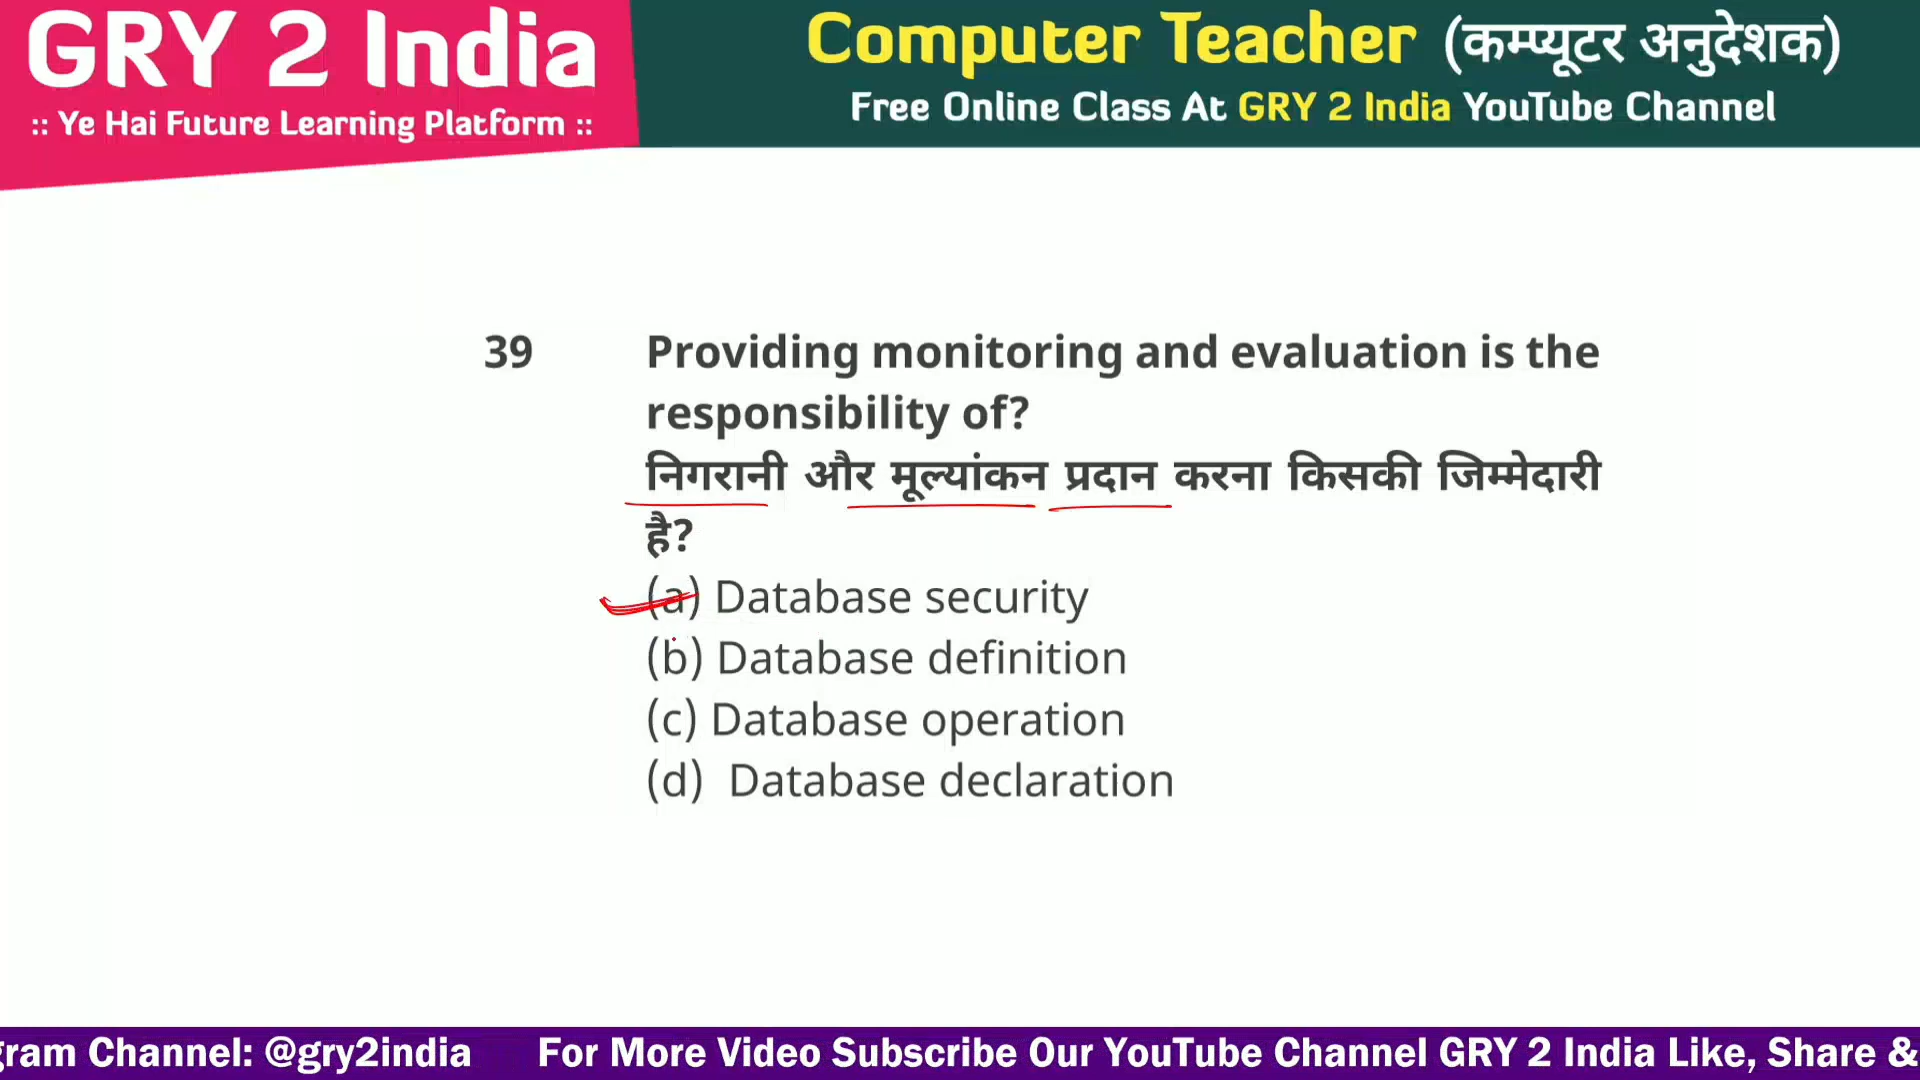 GRY 2 India
:: Ye Hai Future Learning Platform ::
Computer Teacher (कम्प्यूटर अनुदेशक)
Free Online Class At GRY 2 India YouTube Channel
39 Providing monitoring and evaluation is the
responsibility of?
निगरानी और मूल्यांकन प्रदान करना किसकी जिम्मेदारी
है?
(a) Database security
(b) Database definition
(c) Database operation
(d) Database declaration
gram Channel: @gry2india For More Video Subscribe Our YouTube Channel GRY 2 India Like, Share &